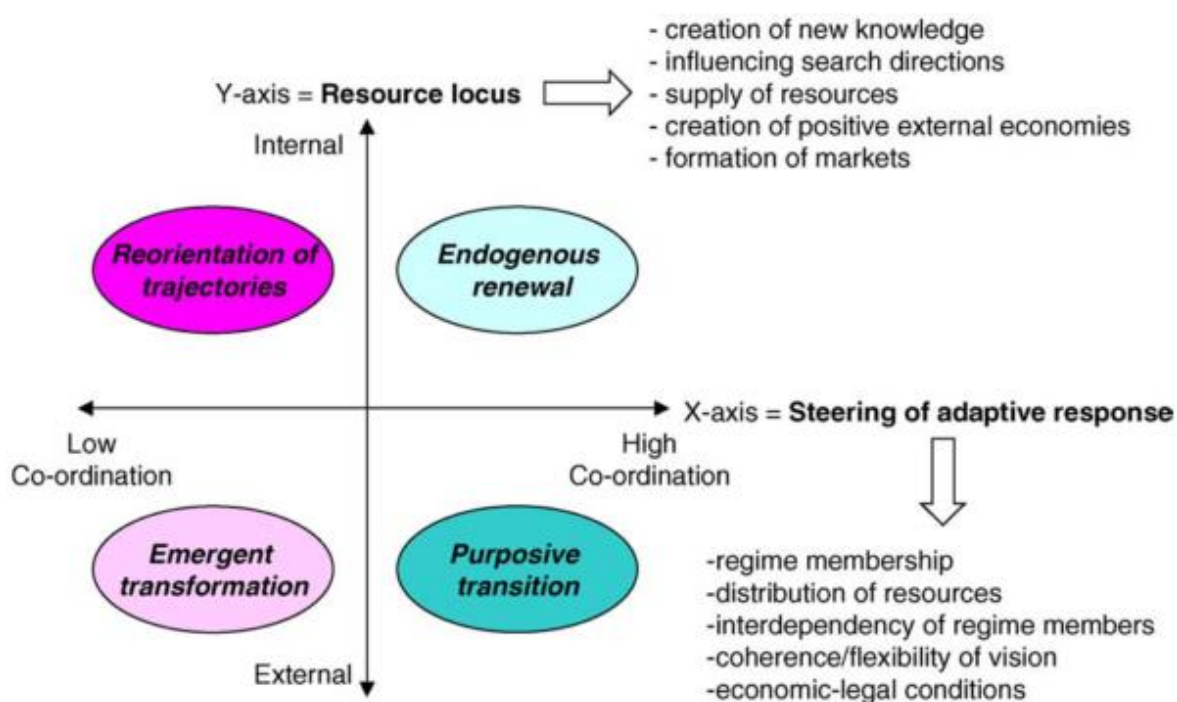 - creation of new knowledge
- influencing search directions
Y-axis = Resource locus
- supply of resources
- creation of positive external economies
Internal
- formation of markets
Reorientation of
trajectories
Endogenous
renewal
X-axis = Steering of adaptive response
Low
Co-ordination
High
Co-ordination
Emergent
transformation
Purposive
transition
-regime membership
-distribution of resources
-interdependency of regime members
-coherence/flexibility of vision
External
-economic-legal conditions